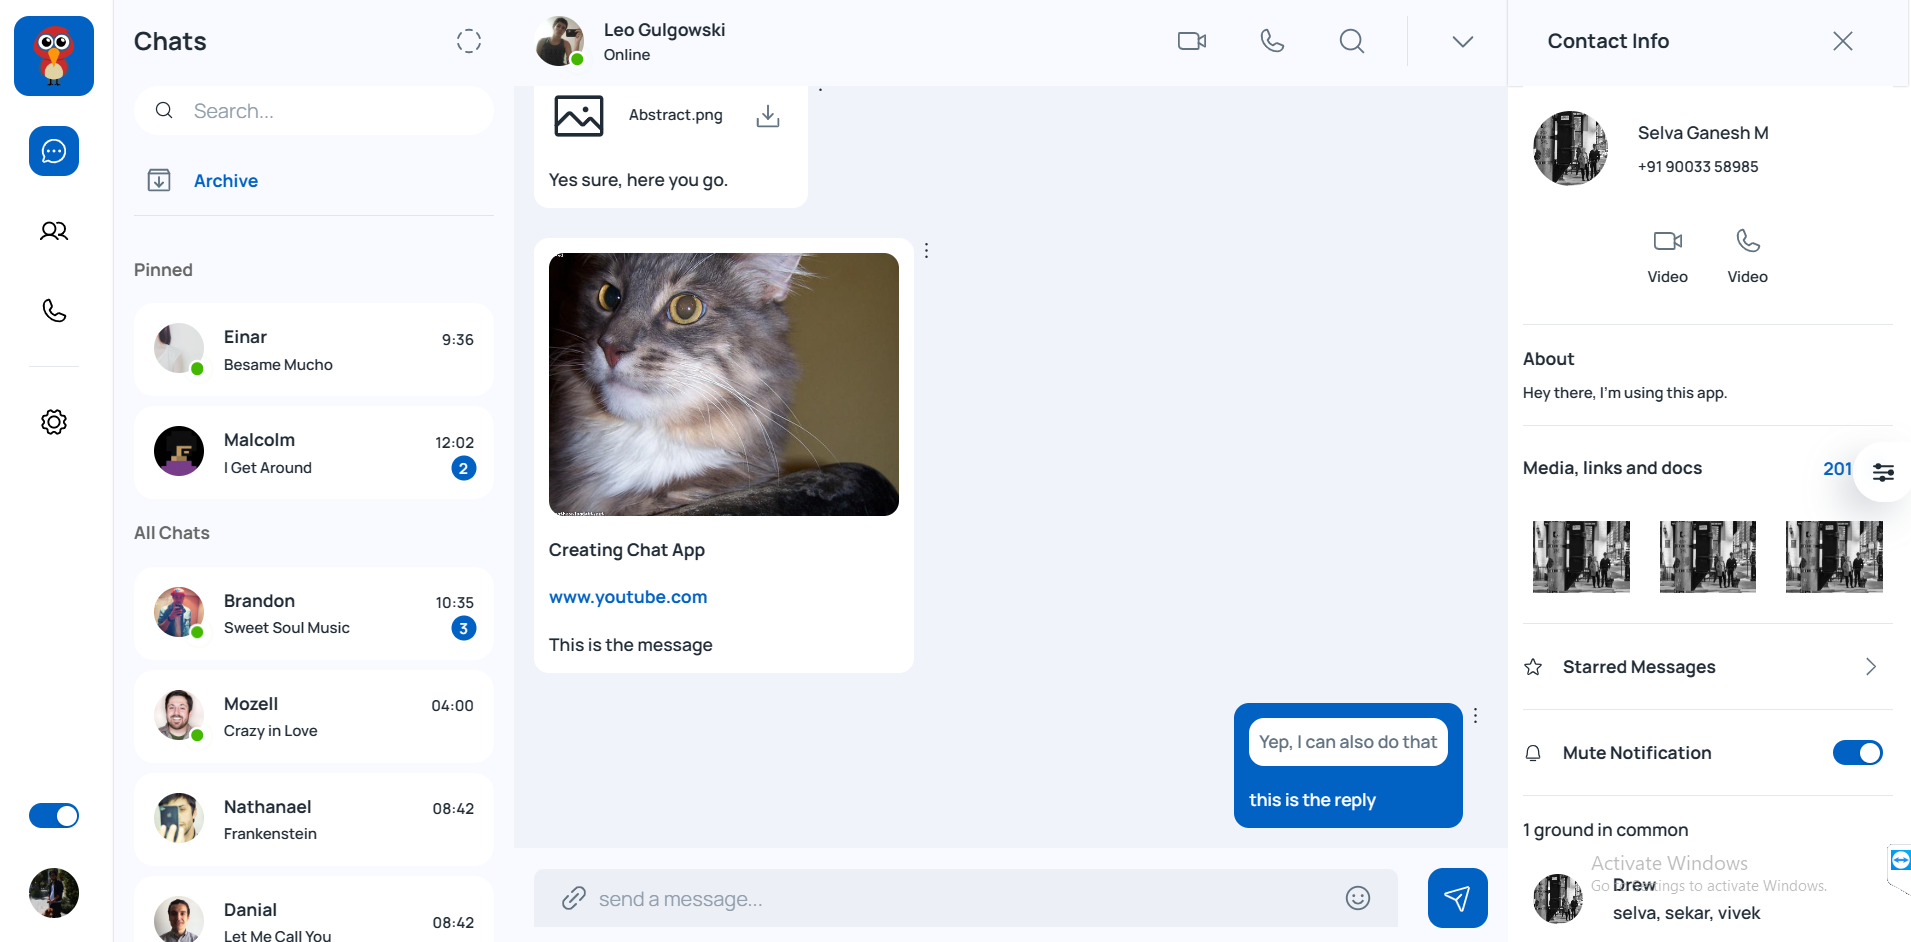 Chats
Search...
Archive
Pinned
Einar
9:36
Besame Mucho
Malcolm
12:02
I Get Around
2
All Chats
Brandon
10:35
Sweet Soul Music
3
Mozell
04:00
Crazy in Love
Nathanael
08:42
Frankenstein
Danial
08:42
Let Me Call You
Leo Gulgowski
Online
Abstract.png
Yes sure, here you go.
Creating Chat App
www.youtube.com
This is the message
Yep, I can also do that
this is the reply
send a message...
Contact Info
Selva Ganesh M
+91 90033 58985
Video
Video
About
Hey there, I'm using this app.
Media, links and docs
201
Starred Messages
Mute Notification
1 ground in common
Activate Windows
Drew
Go to Settings to activate Windows.
selva, sekar, vivek